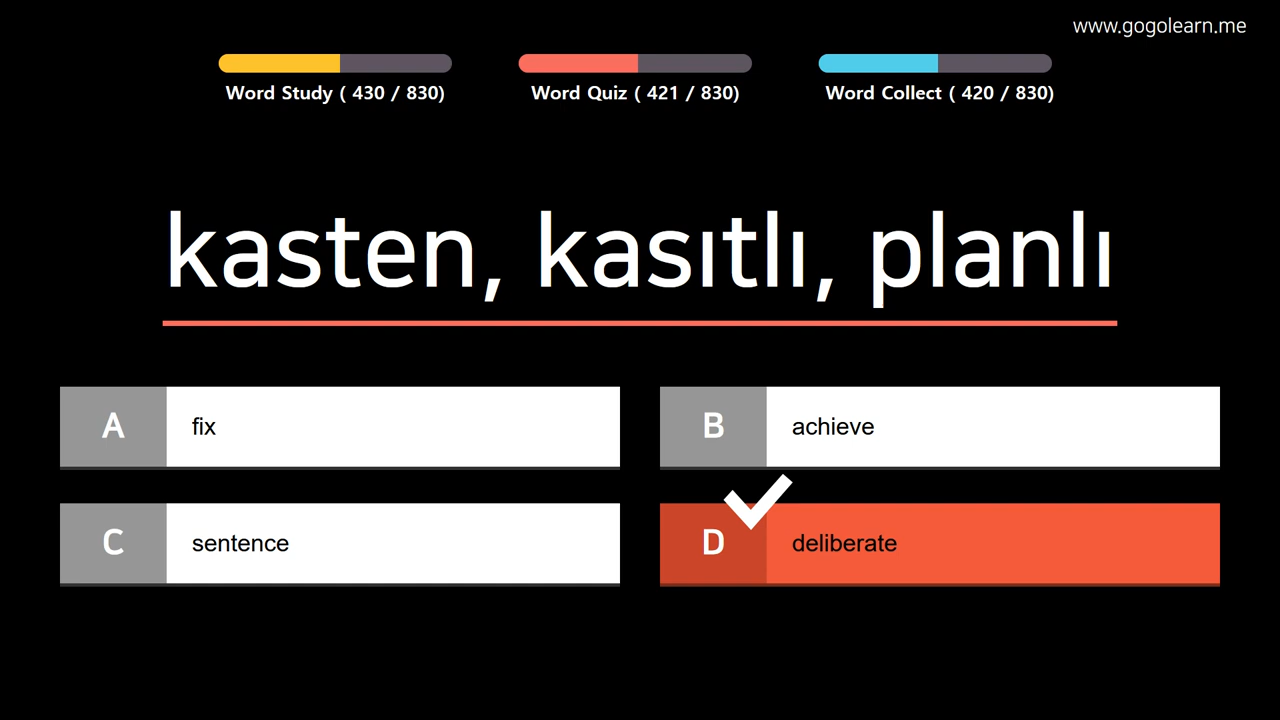 www.gogolearn.me
Word Study ( 430 / 830)
Word Quiz ( 421 / 830)
Word Collect ( 420 / 830)
kasten, kasıtlı, planlı
A fix
B achieve
C sentence
D deliberate